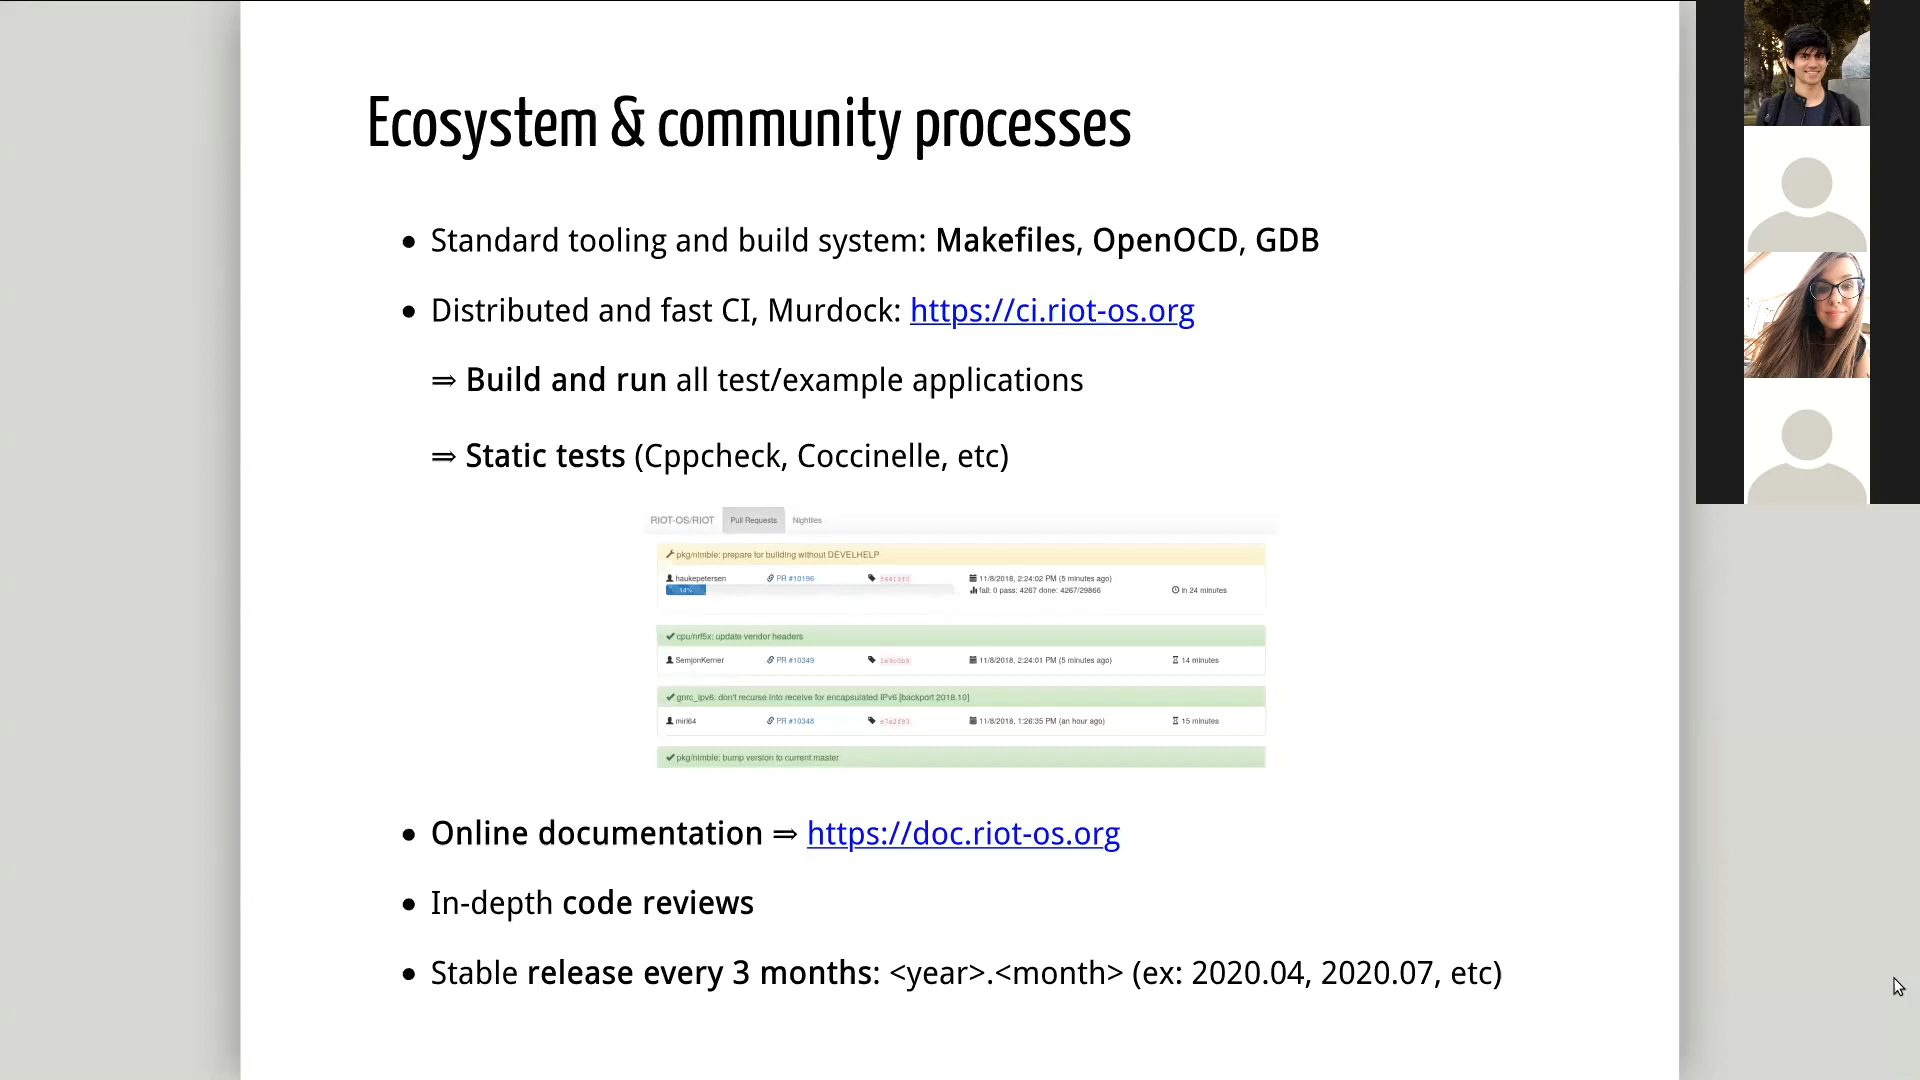 Ecosystem & community processes
• Standard tooling and build system: Makefiles, OpenOCD, GDB
• Distributed and fast CI, Murdock: https://ci.riot-os.org
⇒ Build and run all test/example applications
⇒ Static tests (Cppcheck, Coccinelle, etc)
RIOT-OS/RIOT Pull Requests Nightlies
pkg/nimble: prepare for building without DEVELHELP
haukepetersen PR #10196 11/8/2018, 2:24:02 PM (5 minutes ago)
14% fail: 0 pass: 4267 done: 4267/29866 in 24 minutes
cpu/nrf5x: update vendor headers
SemjonKerner PR #10349 11/8/2018, 2:24:01 PM (5 minutes ago) 14 minutes
gnrc_ipv6: don't recurse into receive for encapsulated IPv6 [backport 2018.10]
miri64 PR #10348 11/8/2018, 1:26:35 PM (an hour ago) 15 minutes
pkg/nimble: bump version to current master
• Online documentation ⇒ https://doc.riot-os.org
• In-depth code reviews
• Stable release every 3 months: <year>.<month> (ex: 2020.04, 2020.07, etc)